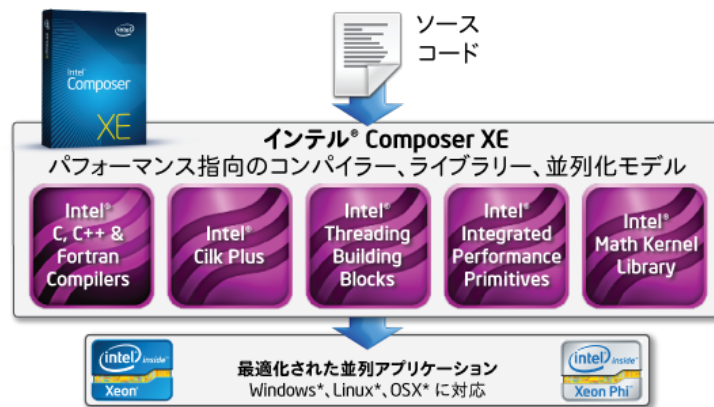 intel
Intel®
Composer
XE
ソース
コード
インテル® Composer XE
パフォーマンス指向のコンパイラー、ライブラリー、並列化モデル
Intel®
C, C++ &
Fortran
Compilers
Intel®
Cilk Plus
Intel®
Threading
Building
Blocks
Intel®
Integrated
Performance
Primitives
Intel®
Math Kernel
Library
intel inside™
Xeon®
最適化された並列アプリケーション
Windows*、Linux*、OSX* に対応
intel inside™
Xeon Phi™